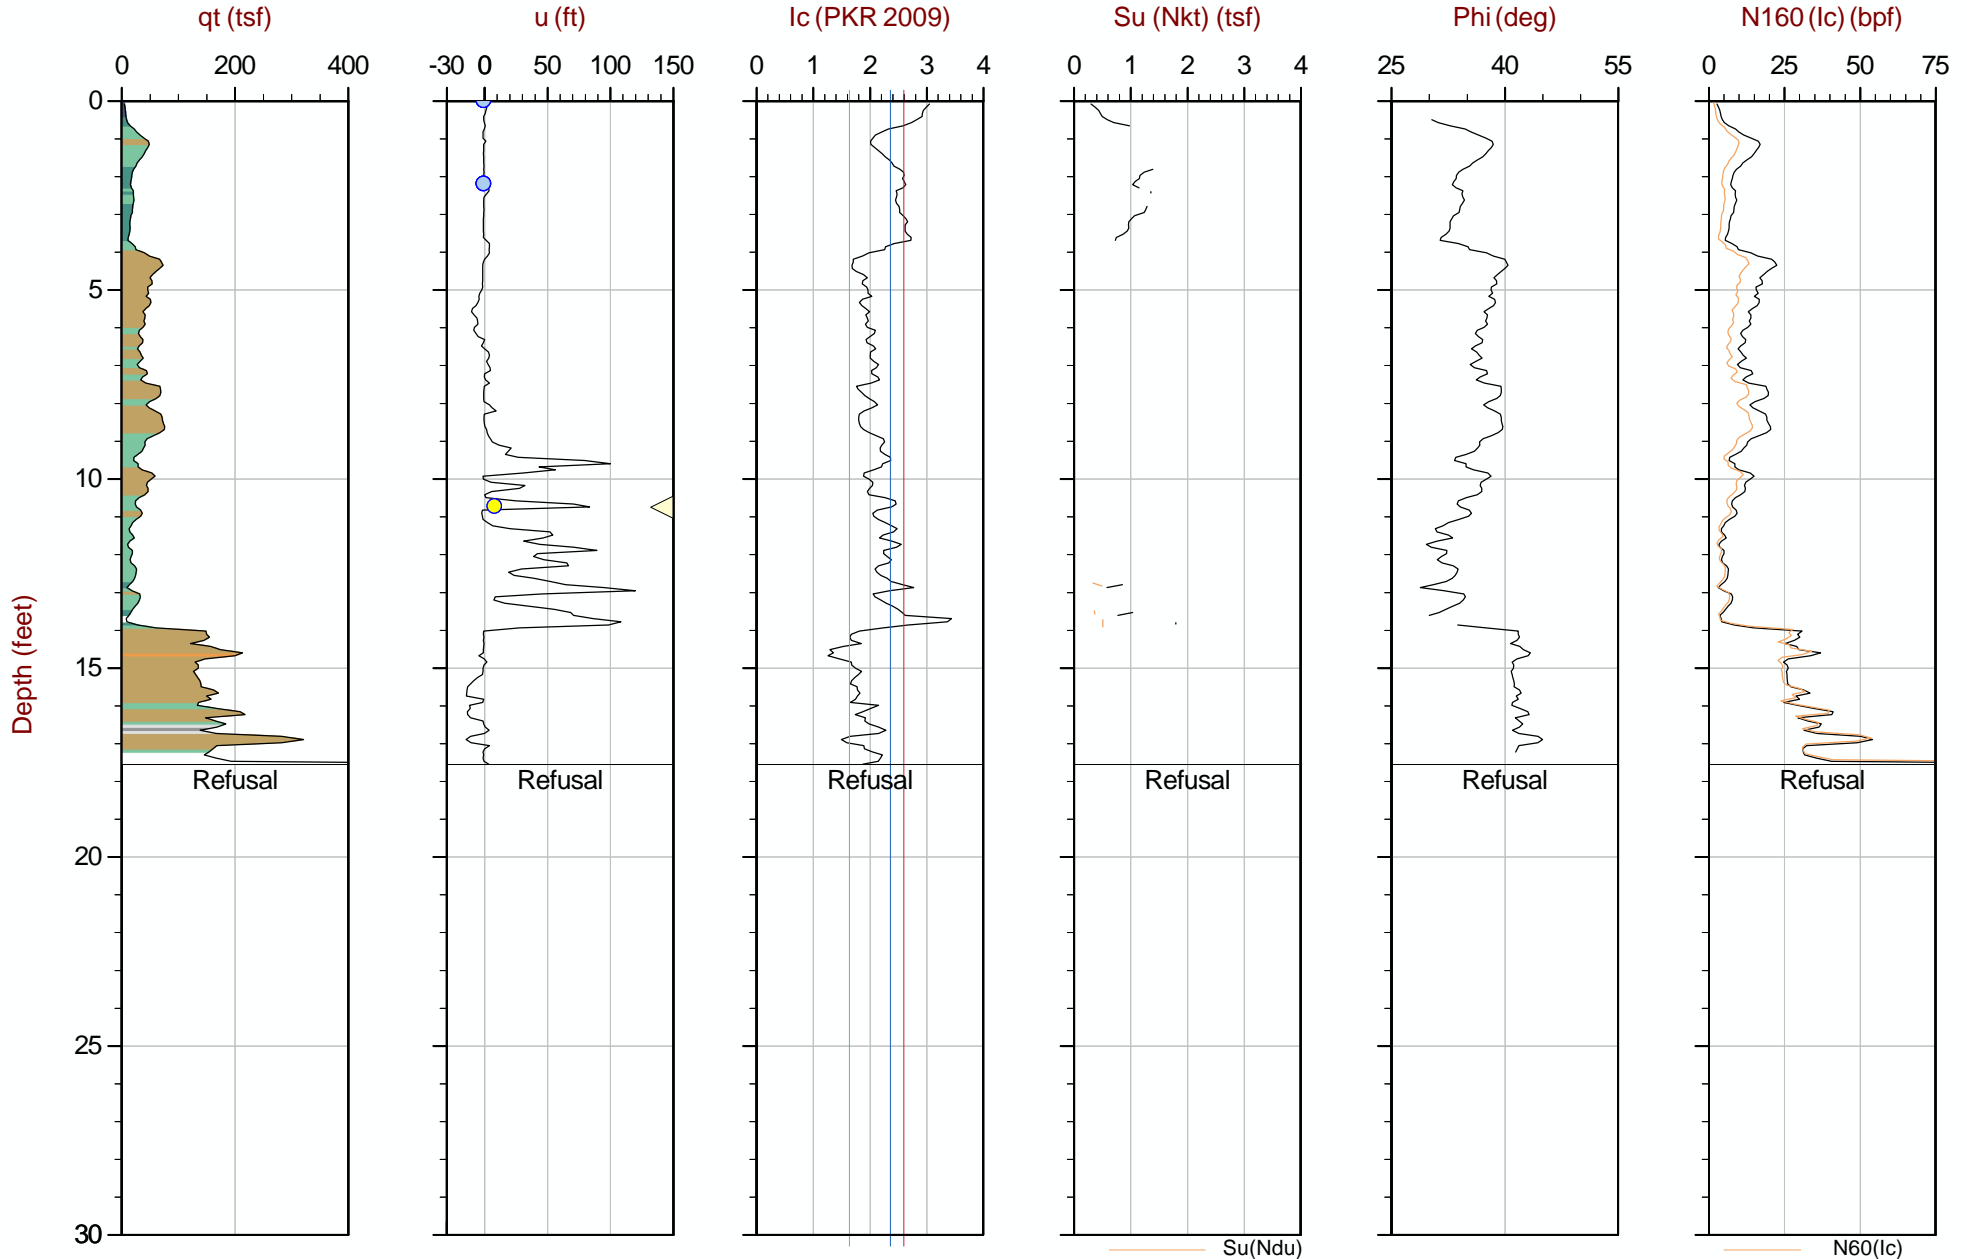 qt (tsf) u (ft) Ic (PKR 2009) Su (Nkt) (tsf) Phi (deg) N160 (Ic) (bpf)
0 200 400 -30 0 50 100 150 0 1 2 3 4 0 1 2 3 4 25 40 55 0 25 50 75
0
5
10
15
Refusal Refusal Refusal Refusal Refusal Refusal
20
25
30
Depth (feet)
Su(Ndu) N60(Ic)